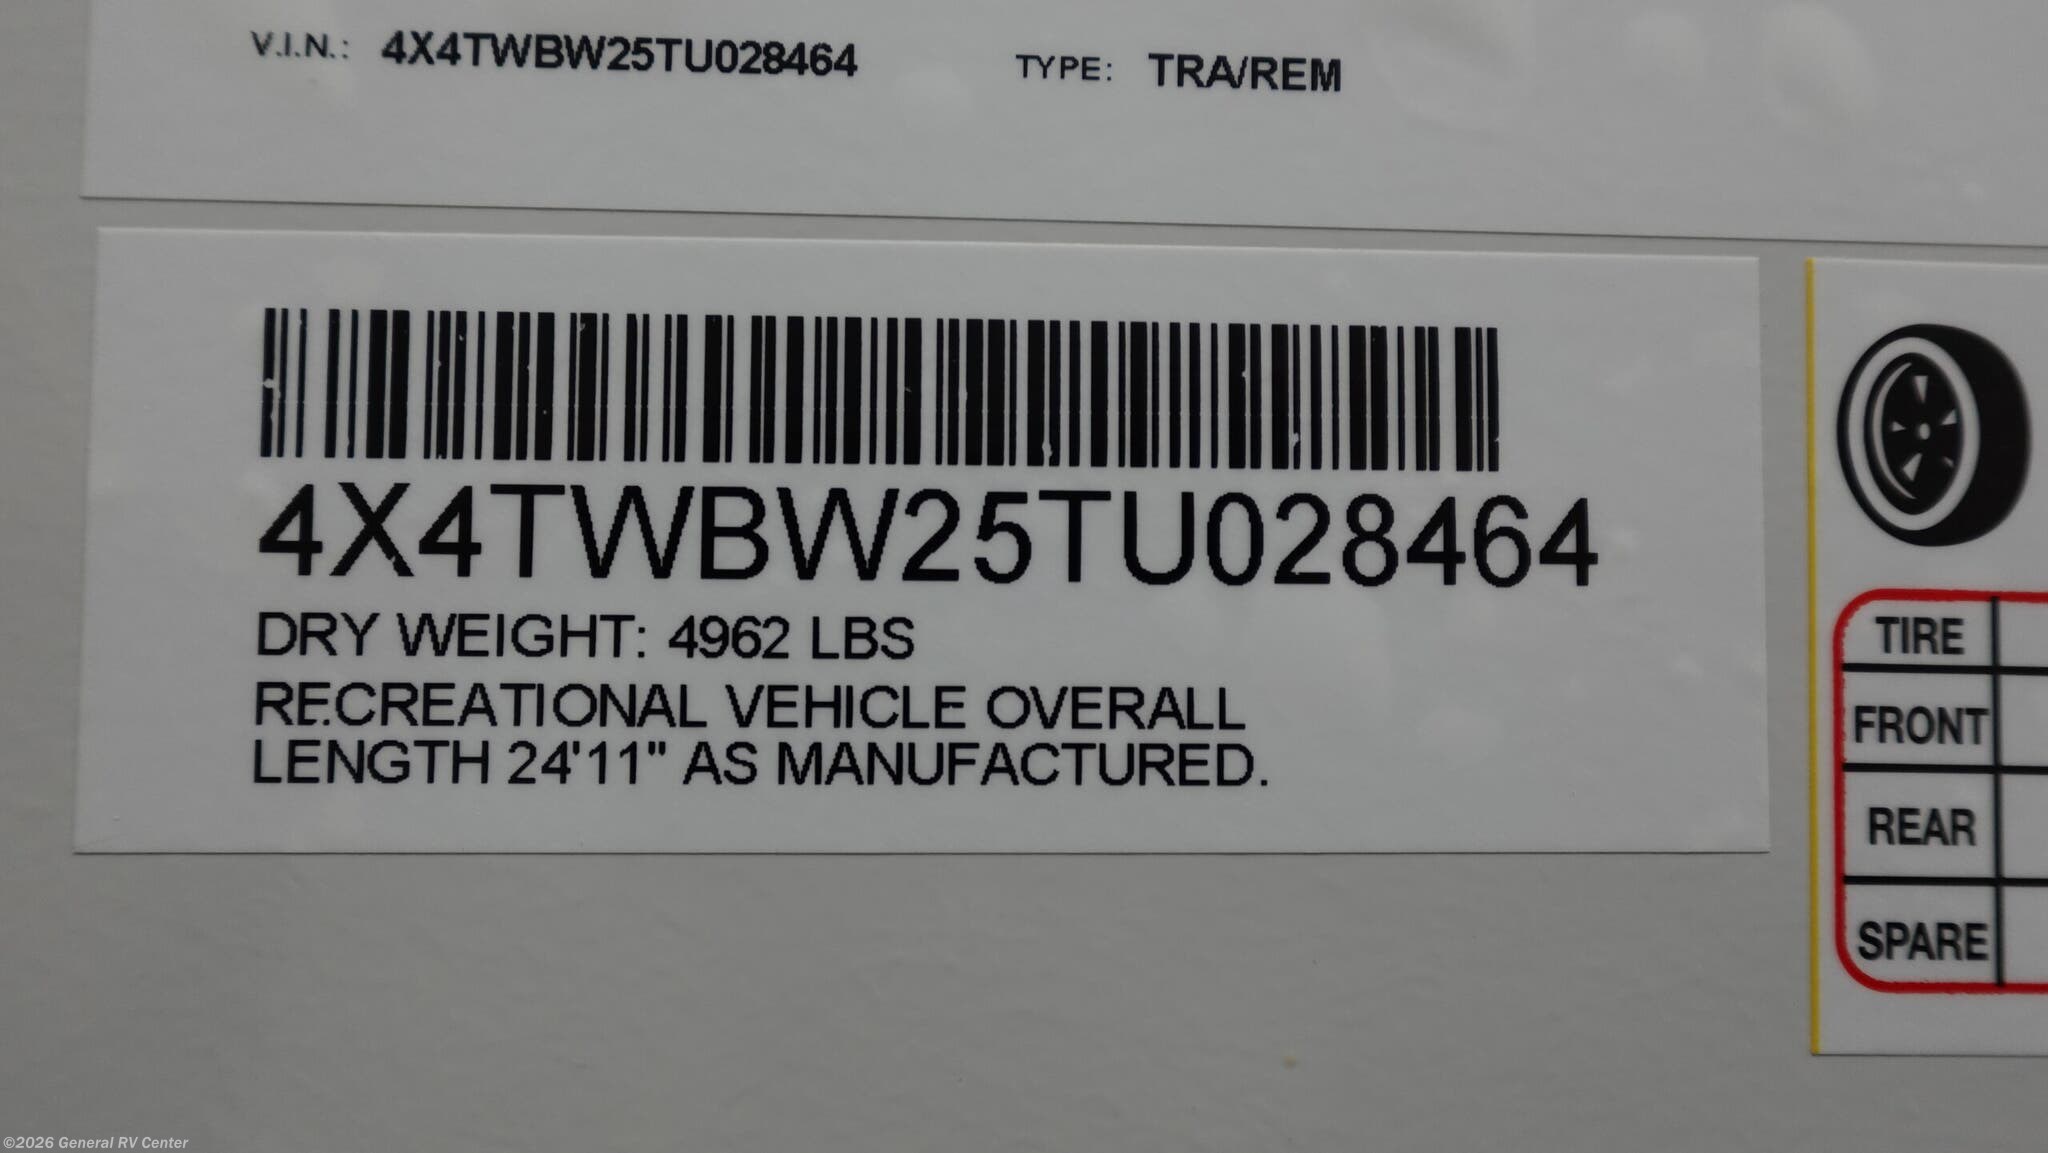 V.I.N.: 4X4TWBW25TU028464 TYPE: TRA/REM
4X4TWBW25TU028464
DRY WEIGHT: 4962 LBS
RECREATIONAL VEHICLE OVERALL
LENGTH 24'11" AS MANUFACTURED.
TIRE
FRONT
REAR
SPARE
©2026 General RV Center